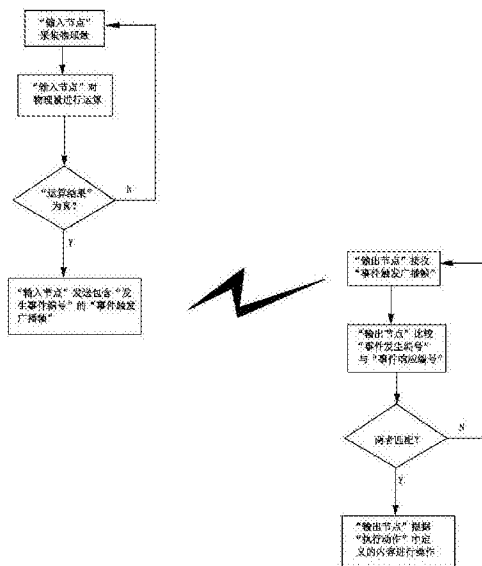 “输入节点”
采集物理量
“输入节点”对
物理量进行运算
“运算结果”
为真？
N
Y
“输入节点”发送包含“发
生事件编号”的“事件触发
广播帧”
“输出节点”接收
“事件触发广播帧”
“输出节点”比较
“事件发生编号”
与“事件响应编号”
两者匹配？
N
Y
“输出节点”根据
“执行动作”中定
义的内容进行操作